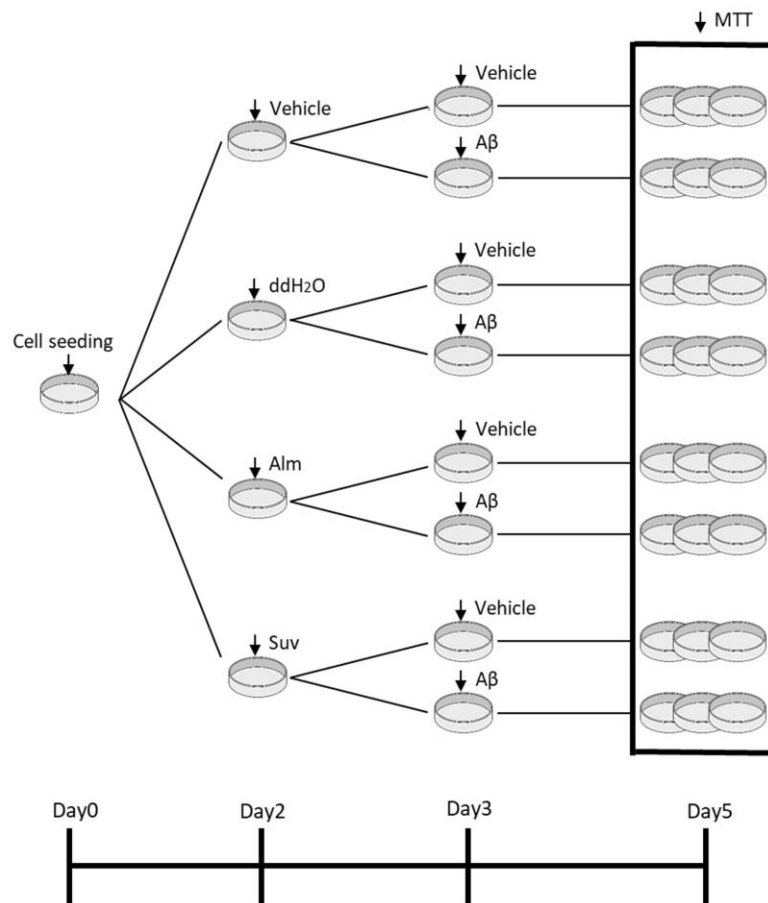 MTT
Vehicle
Vehicle
Aβ
Vehicle
ddH2O
Aβ
Cell seeding
Vehicle
Alm
Aβ
Vehicle
Suv
Aβ
Day0
Day2
Day3
Day5